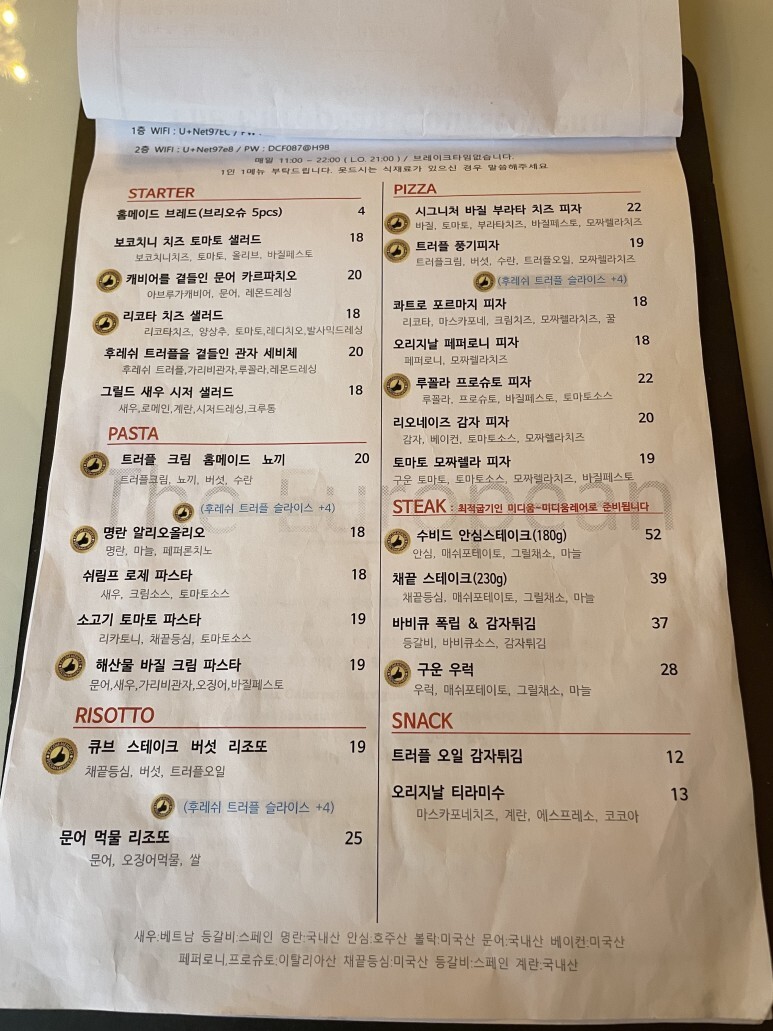 1층 WIFI : U+Net97EC / PW :
2층 WIFI : U+Net97e8 / PW : DCF087@H98
매일 11:00 ~ 22:00 ( L.O. 21:00 ) / 브레이크타임없습니다.
1인 1메뉴 부탁드립니다. 못드시는 식재료가 있으신 경우 말씀해주세요
STARTER
홈메이드 브레드(브리오슈 5pcs) 4
보코치니 치즈 토마토 샐러드 18
보코치니치즈, 토마토, 올리브, 바질페스토
캐비어를 곁들인 문어 카르파치오 20
아브루가캐비어, 문어, 레몬드레싱
리코타 치즈 샐러드 18
리코타치즈, 양상추, 토마토,레디치오,발사믹드레싱
후레쉬 트러플을 곁들인 관자 세비체 20
후레쉬 트러플,가리비관자,루꼴라,레몬드레싱
그릴드 새우 시저 샐러드 18
새우,로메인,계란,시저드레싱,크루통
PASTA
트러플 크림 홈메이드 뇨끼 20
트러플크림, 뇨끼, 버섯, 수란
(후레쉬 트러플 슬라이스 +4)
명란 알리오올리오 18
명란, 마늘, 페퍼론치노
쉬림프 로제 파스타 18
새우, 크림소스, 토마토소스
소고기 토마토 파스타 19
리카토니, 채끝등심, 토마토소스
해산물 바질 크림 파스타 19
문어,새우,가리비관자,오징어,바질페스토
RISOTTO
큐브 스테이크 버섯 리조또 19
채끝등심, 버섯, 트러플오일
(후레쉬 트러플 슬라이스 +4)
문어 먹물 리조또 25
문어, 오징어먹물, 쌀
PIZZA
시그니처 바질 부라타 치즈 피자 22
바질, 토마토, 부라타치즈, 바질페스토, 모짜렐라치즈
트러플 풍기피자 19
트러플크림, 버섯, 수란, 트러플오일, 모짜렐라치즈
(후레쉬 트러플 슬라이스 +4)
콰트로 포르마지 피자 18
리코타, 마스카포네, 크림치즈, 모짜렐라치즈, 꿀
오리지날 페퍼로니 피자 18
페퍼로니, 모짜렐라치즈
루꼴라 프로슈토 피자 22
루꼴라, 프로슈토, 바질페스토, 토마토소스
리오네이즈 감자 피자 20
감자, 베이컨, 토마토소스, 모짜렐라치즈
토마토 모짜렐라 피자 19
구운 토마토, 토마토소스, 모짜렐라치즈, 바질페스토
The European
STEAK : 최적굽기인 미디움~미디움레어로 준비됩니다
수비드 안심스테이크(180g) 52
안심, 매쉬포테이토, 그릴채소, 마늘
채끝 스테이크(230g) 39
채끝등심, 매쉬포테이토, 그릴채소, 마늘
바비큐 폭립 & 감자튀김 37
등갈비, 바비큐소스, 감자튀김
구운 우럭 28
우럭, 매쉬포테이토, 그릴채소, 마늘
SNACK
트러플 오일 감자튀김 12
오리지날 티라미수 13
마스카포네치즈, 계란, 에스프레소, 코코아
새우:베트남 등갈비:스페인 명란:국내산 안심:호주산 볼락:미국산 문어:국내산 베이컨:미국산
페퍼로니,프로슈토:이탈리아산 채끝등심:미국산 등갈비:스페인 계란:국내산